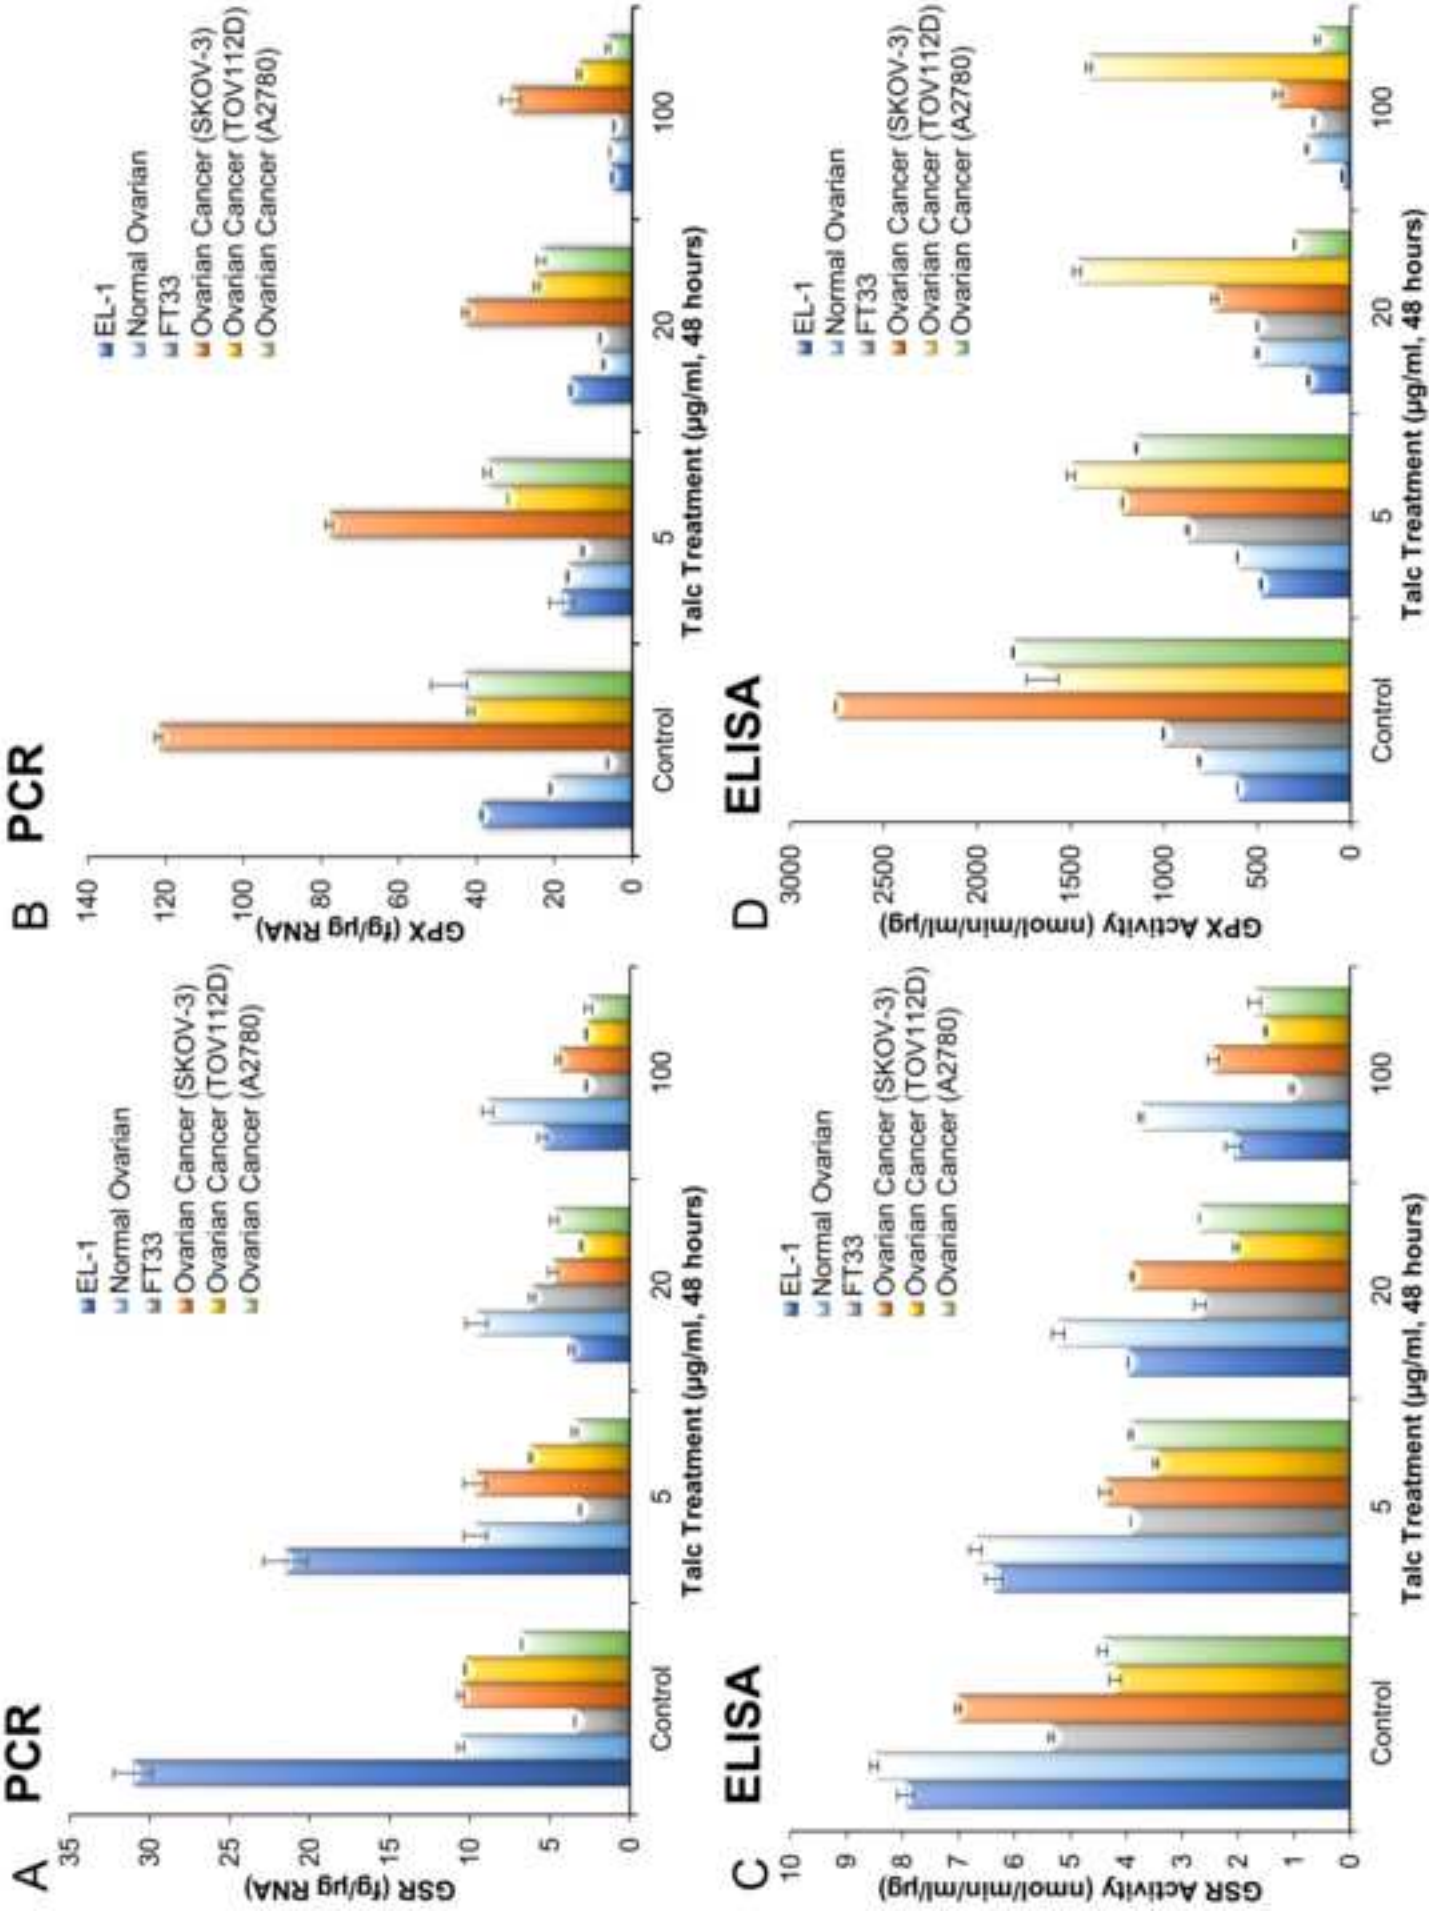 A PCR
GSR (fg/µg RNA)
35
30
25
20
15
10
5
0
EL-1
Normal Ovarian
FT33
Ovarian Cancer (SKOV-3)
Ovarian Cancer (TOV112D)
Ovarian Cancer (A2780)
Control 5 20 100
Talc Treatment (µg/ml, 48 hours)
B PCR
GPX (fg/µg RNA)
140
120
100
80
60
40
20
0
EL-1
Normal Ovarian
FT33
Ovarian Cancer (SKOV-3)
Ovarian Cancer (TOV112D)
Ovarian Cancer (A2780)
Control 5 20 100
Talc Treatment (µg/ml, 48 hours)
C ELISA
GSR Activity (nmol/min/ml/µg)
10
9
8
7
6
5
4
3
2
1
0
EL-1
Normal Ovarian
FT33
Ovarian Cancer (SKOV-3)
Ovarian Cancer (TOV112D)
Ovarian Cancer (A2780)
Control 5 20 100
Talc Treatment (µg/ml, 48 hours)
D ELISA
GPX Activity (nmol/min/ml/µg)
3000
2500
2000
1500
1000
500
0
EL-1
Normal Ovarian
FT33
Ovarian Cancer (SKOV-3)
Ovarian Cancer (TOV112D)
Ovarian Cancer (A2780)
Control 5 20 100
Talc Treatment (µg/ml, 48 hours)